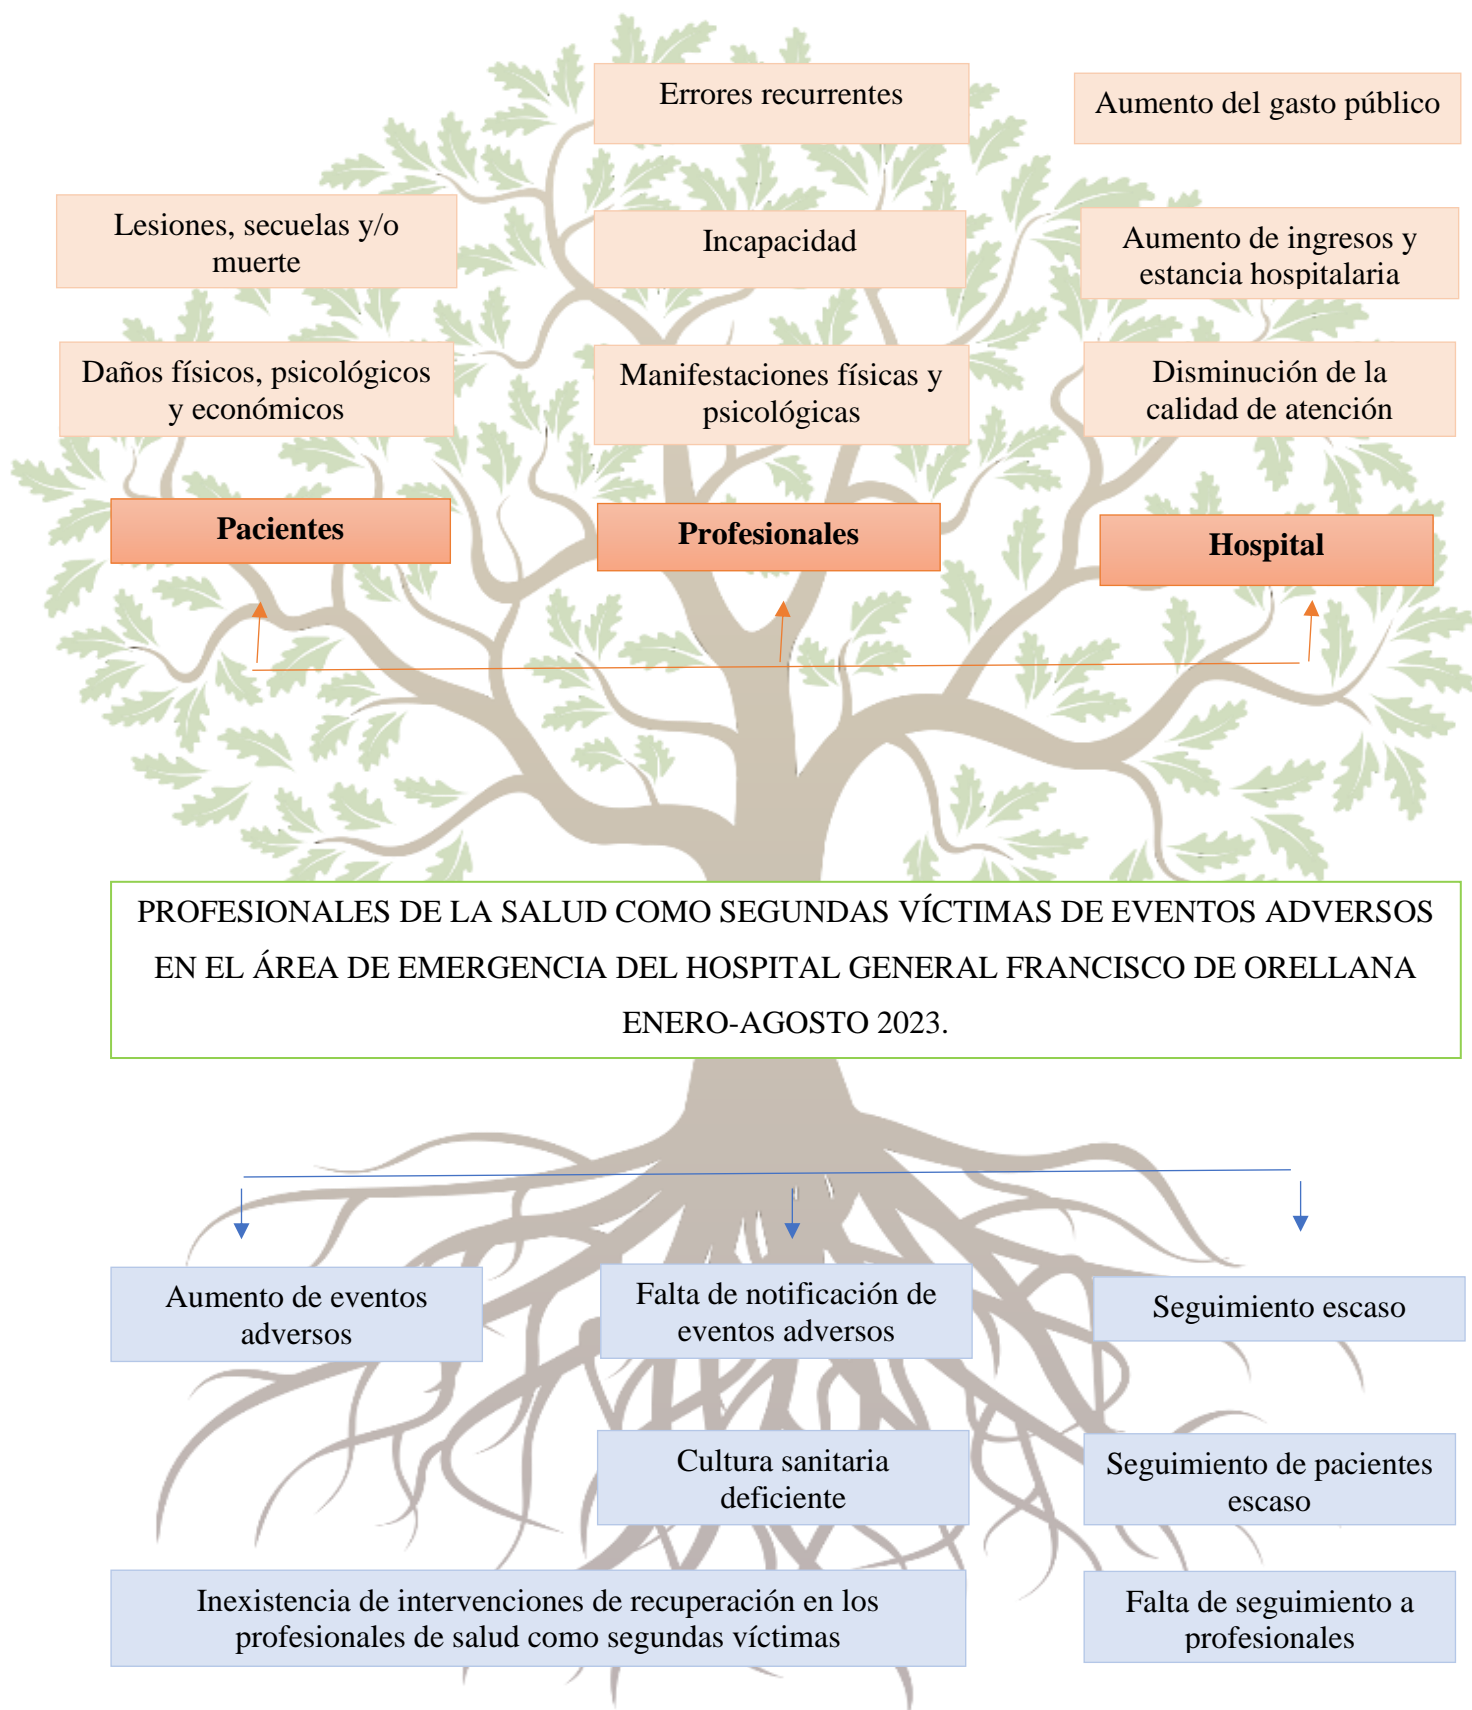 Errores recurrentes
Aumento del gasto público
Lesiones, secuelas y/o
muerte
Incapacidad
Aumento de ingresos y
estancia hospitalaria
Daños físicos, psicológicos
y económicos
Manifestaciones físicas y
psicológicas
Disminución de la
calidad de atención
Pacientes
Profesionales
Hospital
PROFESIONALES DE LA SALUD COMO SEGUNDAS VÍCTIMAS DE EVENTOS ADVERSOS
EN EL ÁREA DE EMERGENCIA DEL HOSPITAL GENERAL FRANCISCO DE ORELLANA
ENERO-AGOSTO 2023.
Aumento de eventos
adversos
Falta de notificación de
eventos adversos
Seguimiento escaso
Cultura sanitaria
deficiente
Seguimiento de pacientes
escaso
Inexistencia de intervenciones de recuperación en los
profesionales de salud como segundas víctimas
Falta de seguimiento a
profesionales